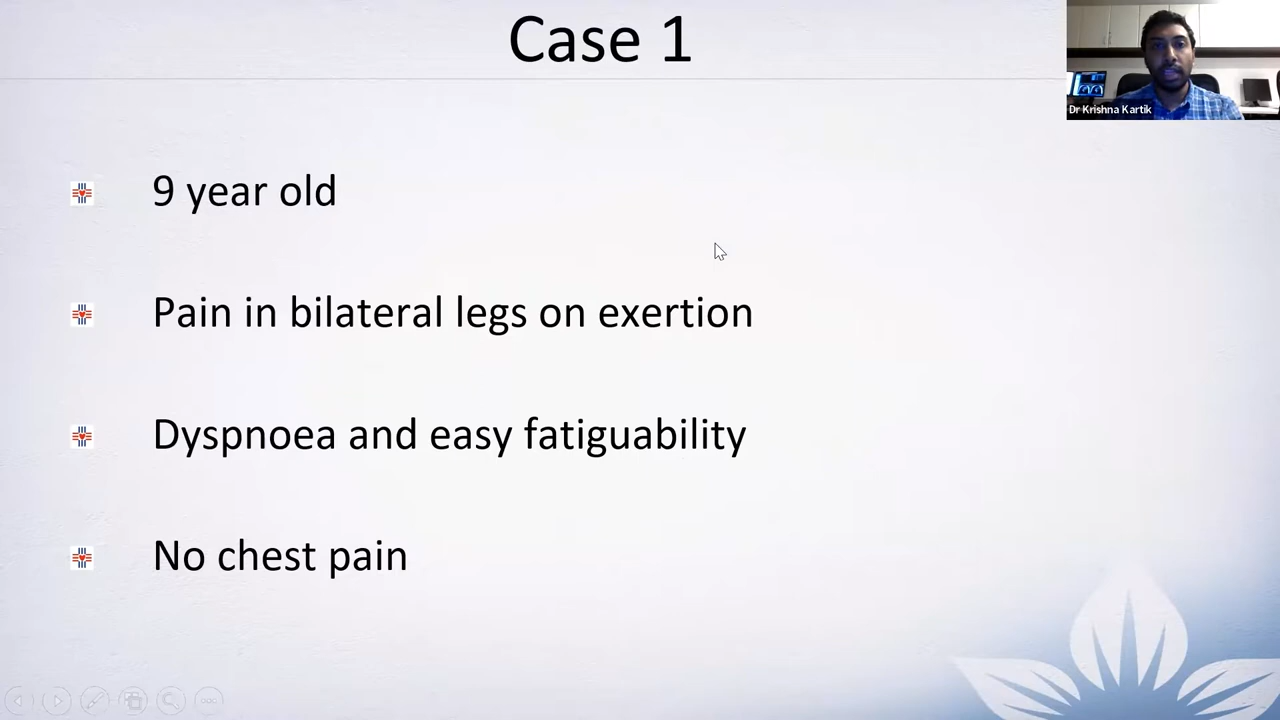 Case 1
Dr Krishna Kartik
9 year old
Pain in bilateral legs on exertion
Dyspnoea and easy fatiguability
No chest pain